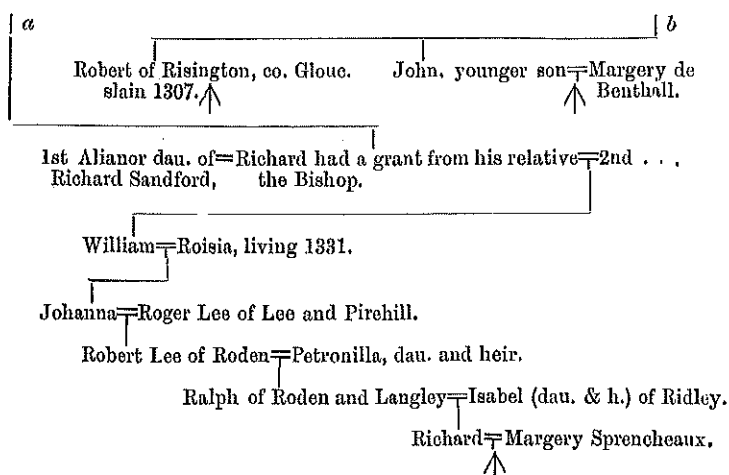 a b
Robert of Risington, co. Glouc. John, younger son=Margery de
slain 1307. Benthall.
1st Alianor dau. of=Richard had a grant from his relative=2nd . . .
Richard Sandford, the Bishop.
William=Roisia, living 1331.
Johanna=Roger Lee of Lee and Pirehill.
Robert Lee of Roden=Petronilla, dau. and heir.
Ralph of Roden and Langley=Isabel (dau. & h.) of Ridley.
Richard=Margery Sprencheaux.